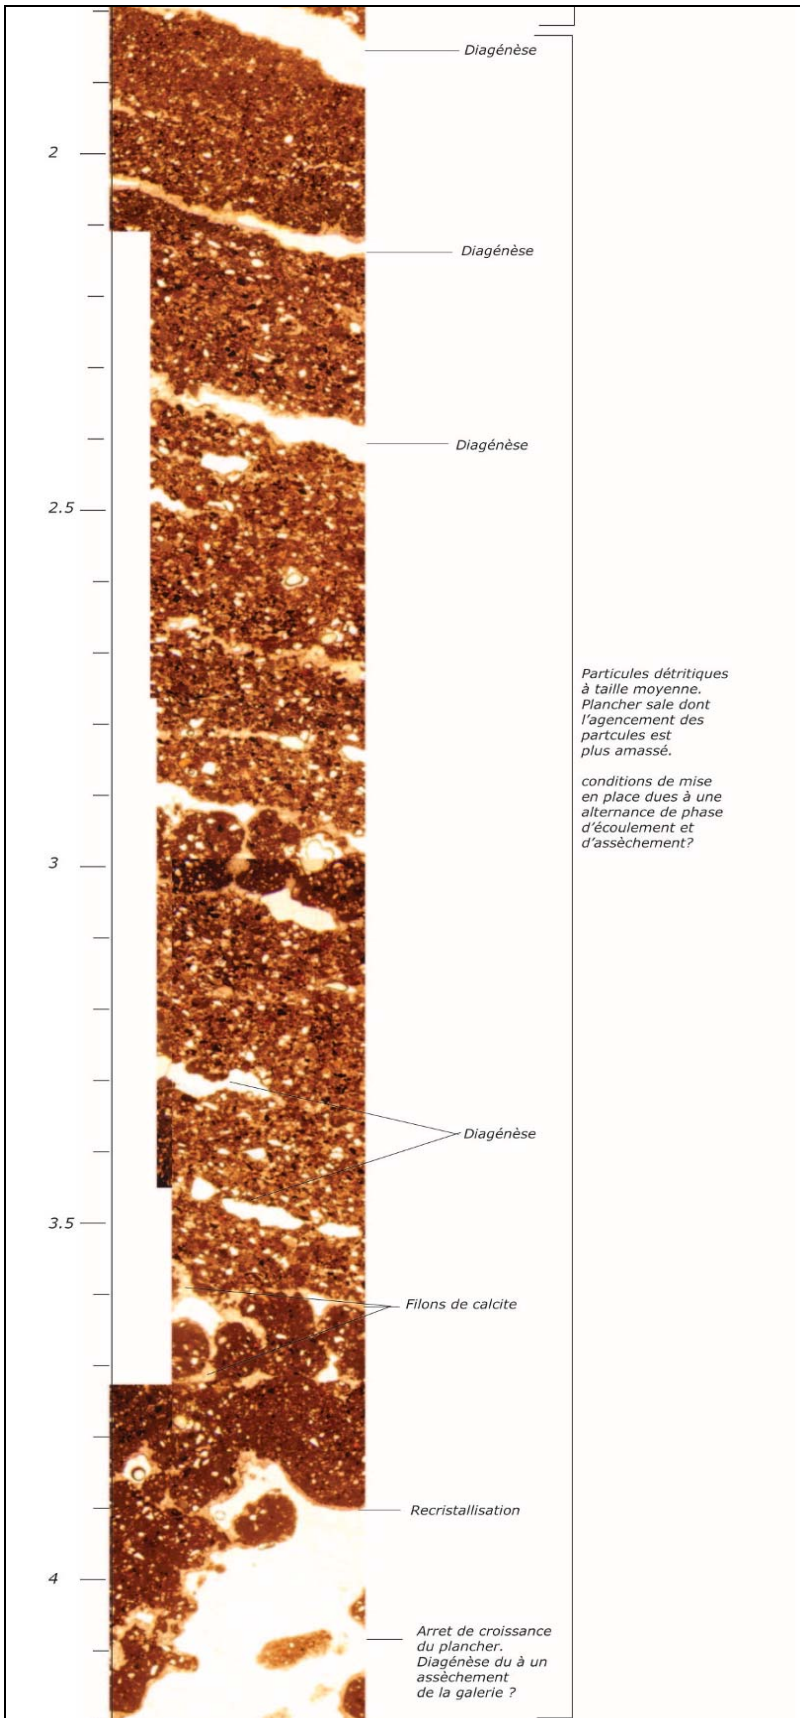 Diagénèse
2
Diagénèse
Diagénèse
2.5
Particules détritiques
à taille moyenne.
Plancher sale dont
l'agencement des
partcules est
plus amassé.
conditions de mise
en place dues à une
alternance de phase
d'écoulement et
d'assèchement?
3
Diagénèse
3.5
Filons de calcite
Recristallisation
4
Arret de croissance
du plancher.
Diagénèse du à un
assèchement
de la galerie ?